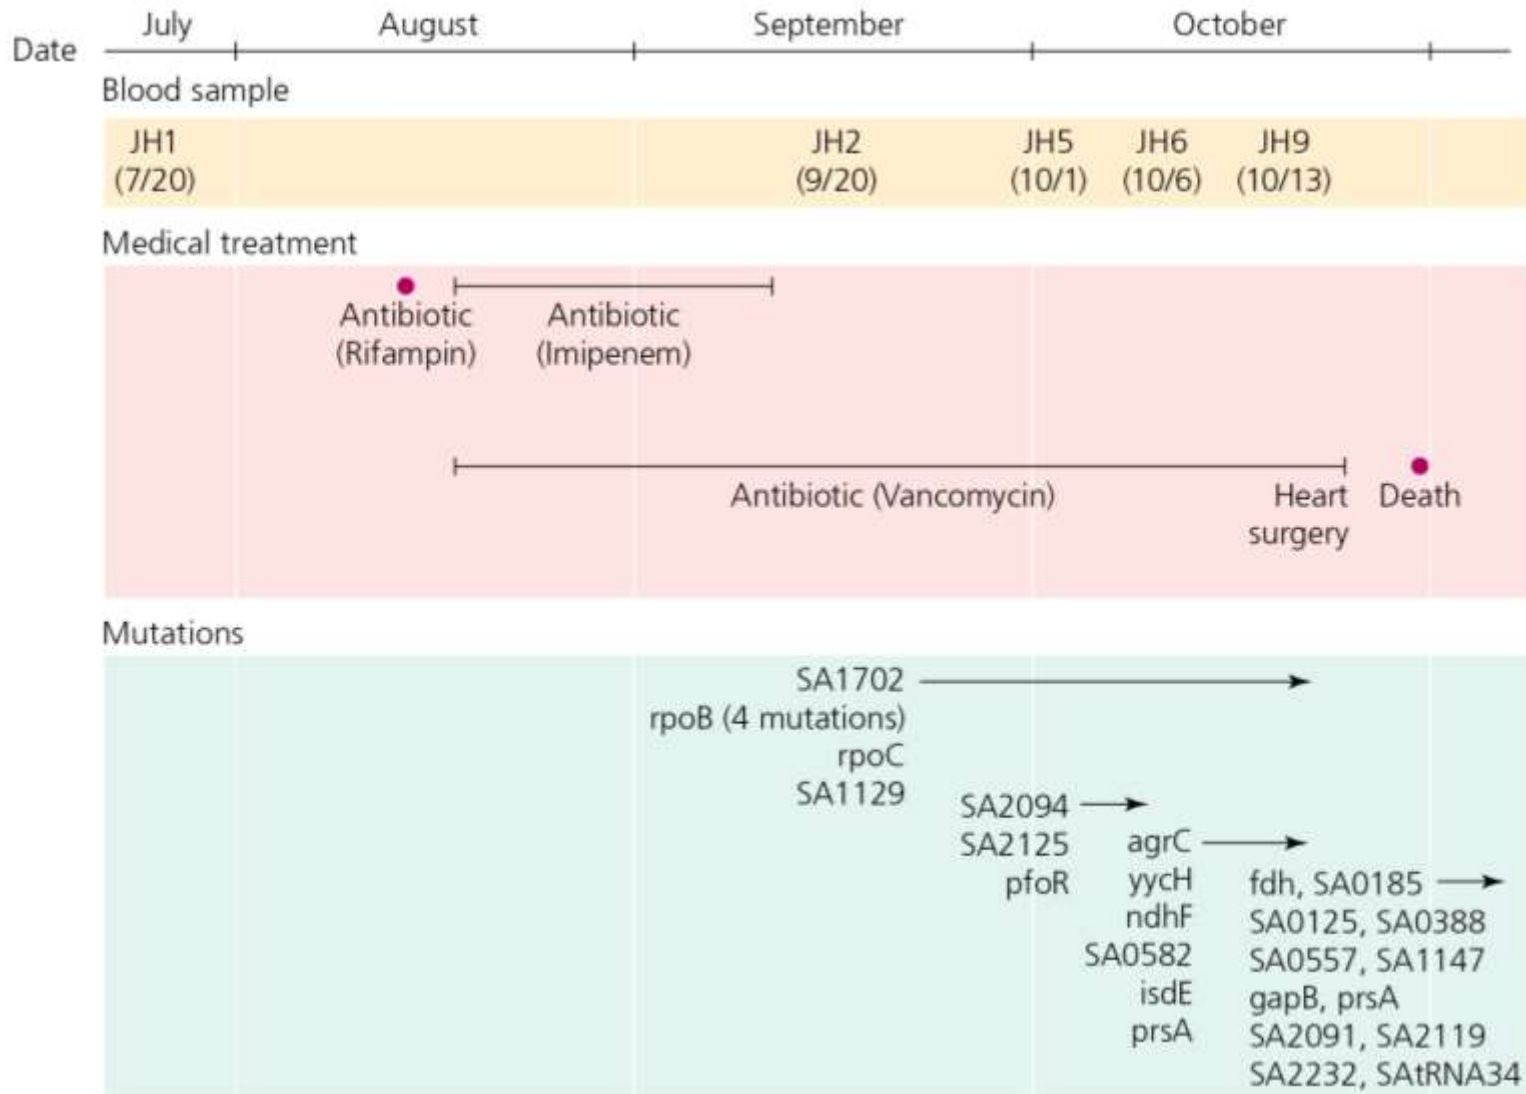 July August September October
Date
Blood sample
JH1 JH2 JH5 JH6 JH9
(7/20) (9/20) (10/1) (10/6) (10/13)
Medical treatment
Antibiotic Antibiotic
(Rifampin) (Imipenem)
Antibiotic (Vancomycin) Heart Death
surgery
Mutations
SA1702
rpoB (4 mutations)
rpoC
SA1129
SA2094
SA2125 agrC
pfoR yycH fdh, SA0185
ndhF SA0125, SA0388
SA0582 SA0557, SA1147
isdE gapB, prsA
prsA SA2091, SA2119
SA2232, SAtRNA34